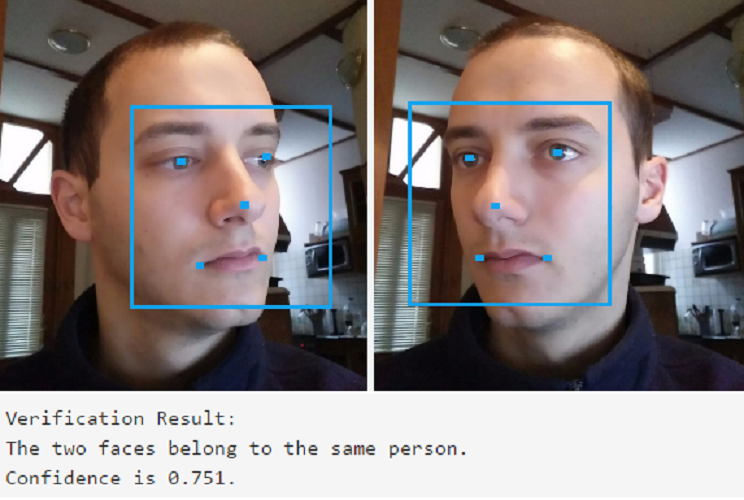 Verification Result:
The two faces belong to the same person.
Confidence is 0.751.